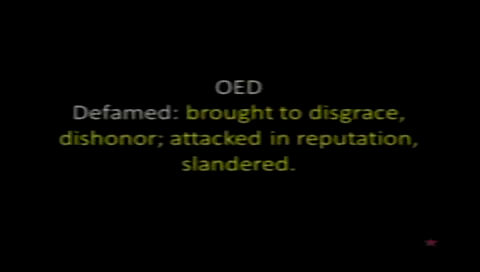 OED
Defamed: brought to disgrace,
dishonor; attacked in reputation,
slandered.